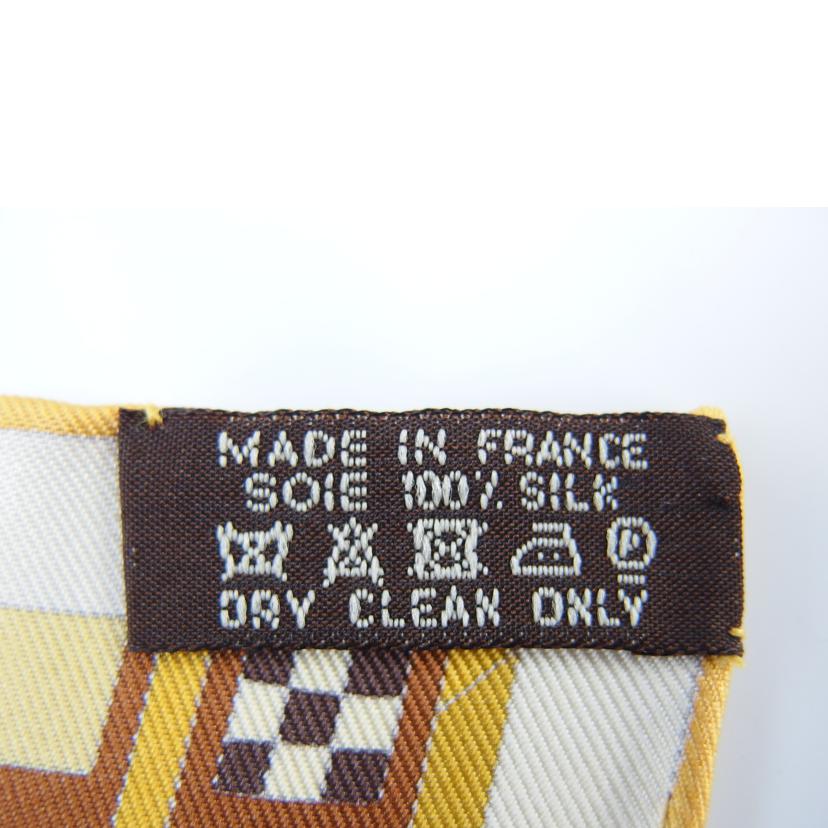 MADE IN FRANCE
SOIE 100% SILK
P
DRY CLEAN ONLY